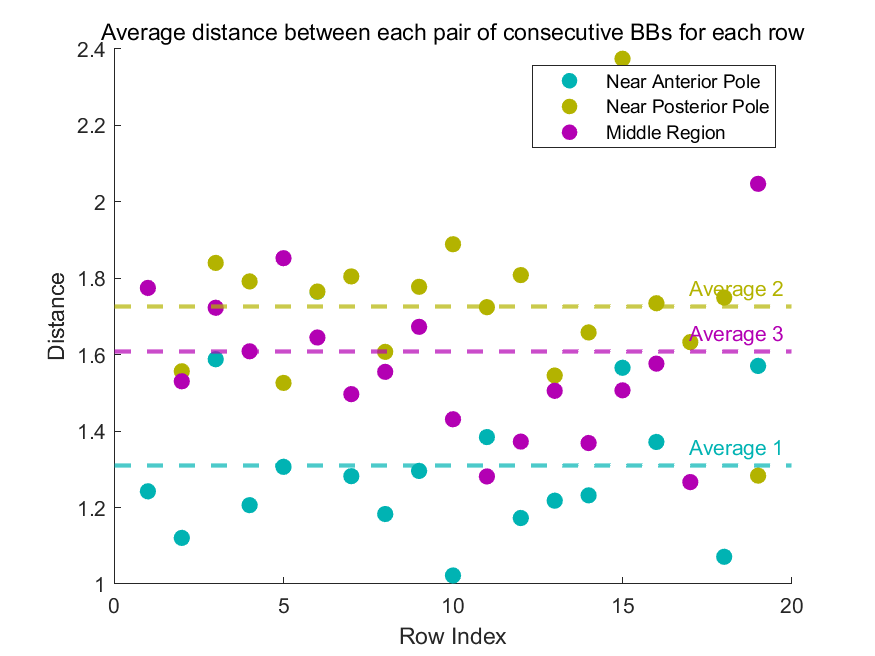 Average distance between each pair of consecutive BBs for each row
2.4
2.2
2
1.8
1.6
1.4
1.2
1
Distance
Near Anterior Pole
Near Posterior Pole
Middle Region
Average 2
Average 3
Average 1
0
5
10
15
20
Row Index